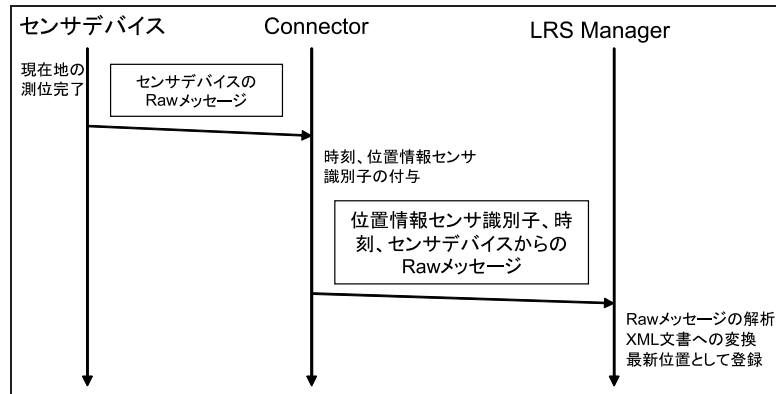 センサデバイス
Connector
LRS Manager
現在地の
測位完了
センサデバイスの
Rawメッセージ
時刻、位置情報センサ
識別子の付与
位置情報センサ識別子、時
刻、センサデバイスからの
Rawメッセージ
Rawメッセージの解析
XML文書への変換
最新位置として登録